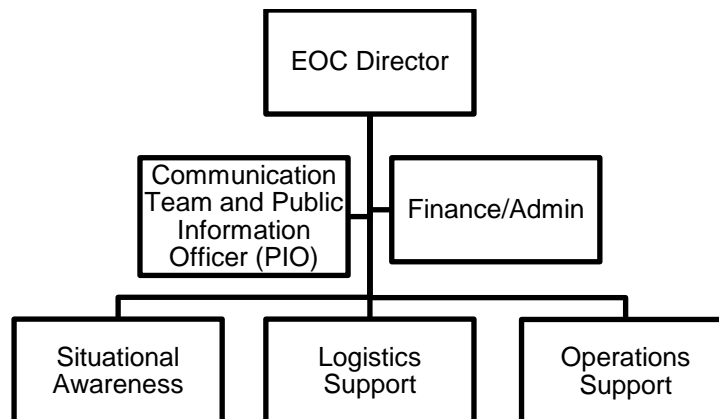 EOC Director
Communication
Team and Public
Information
Officer (PIO)
Finance/Admin
Situational
Awareness
Logistics
Support
Operations
Support